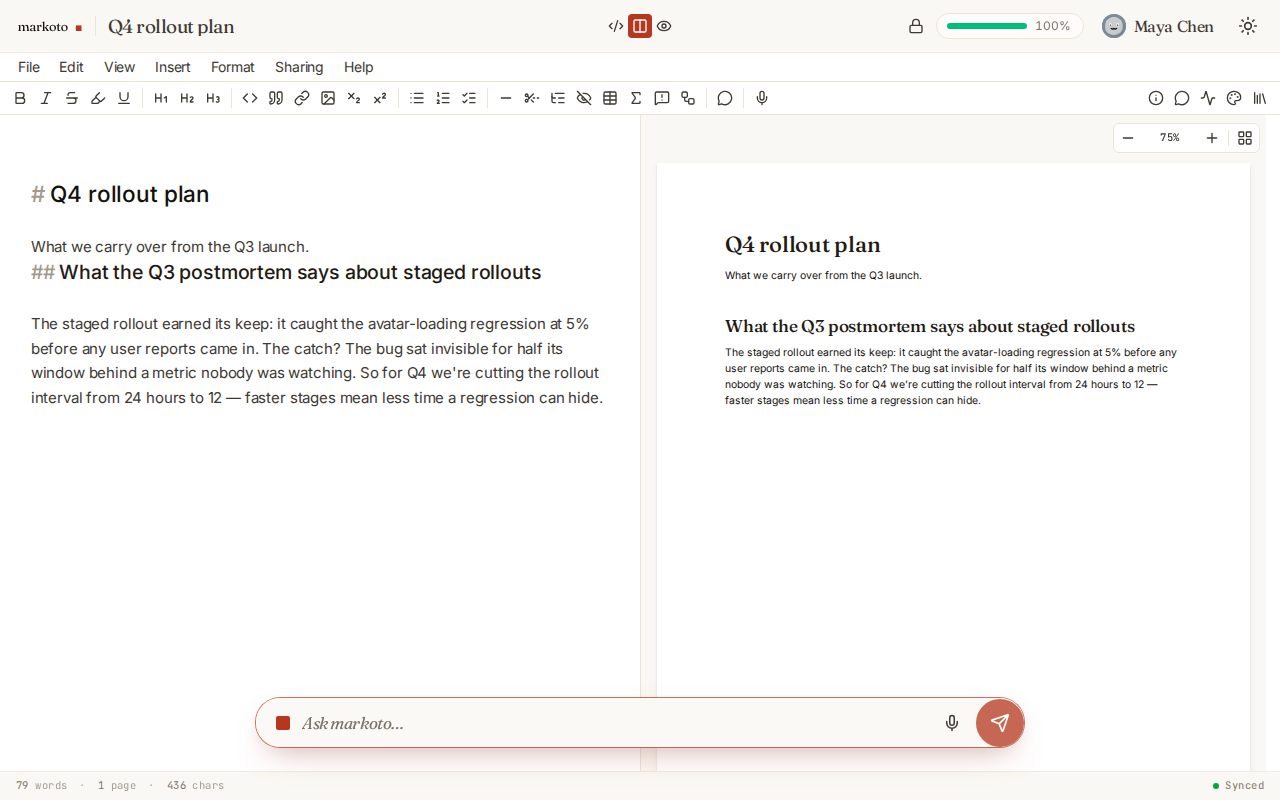 markoto
Q4 rollout plan
100%
Maya Chen
File Edit View Insert Format Sharing Help
H1 H2 H3
75%
# Q4 rollout plan
What we carry over from the Q3 launch.
## What the Q3 postmortem says about staged rollouts
The staged rollout earned its keep: it caught the avatar-loading regression at 5%
before any user reports came in. The catch? The bug sat invisible for half its
window behind a metric nobody was watching. So for Q4 we're cutting the rollout
interval from 24 hours to 12 — faster stages mean less time a regression can hide.
Q4 rollout plan
What we carry over from the Q3 launch.
What the Q3 postmortem says about staged rollouts
The staged rollout earned its keep: it caught the avatar-loading regression at 5% before any
user reports came in. The catch? The bug sat invisible for half its window behind a metric
nobody was watching. So for Q4 we're cutting the rollout interval from 24 hours to 12 —
faster stages mean less time a regression can hide.
Ask markoto...
79 words · 1 page · 436 chars
Synced